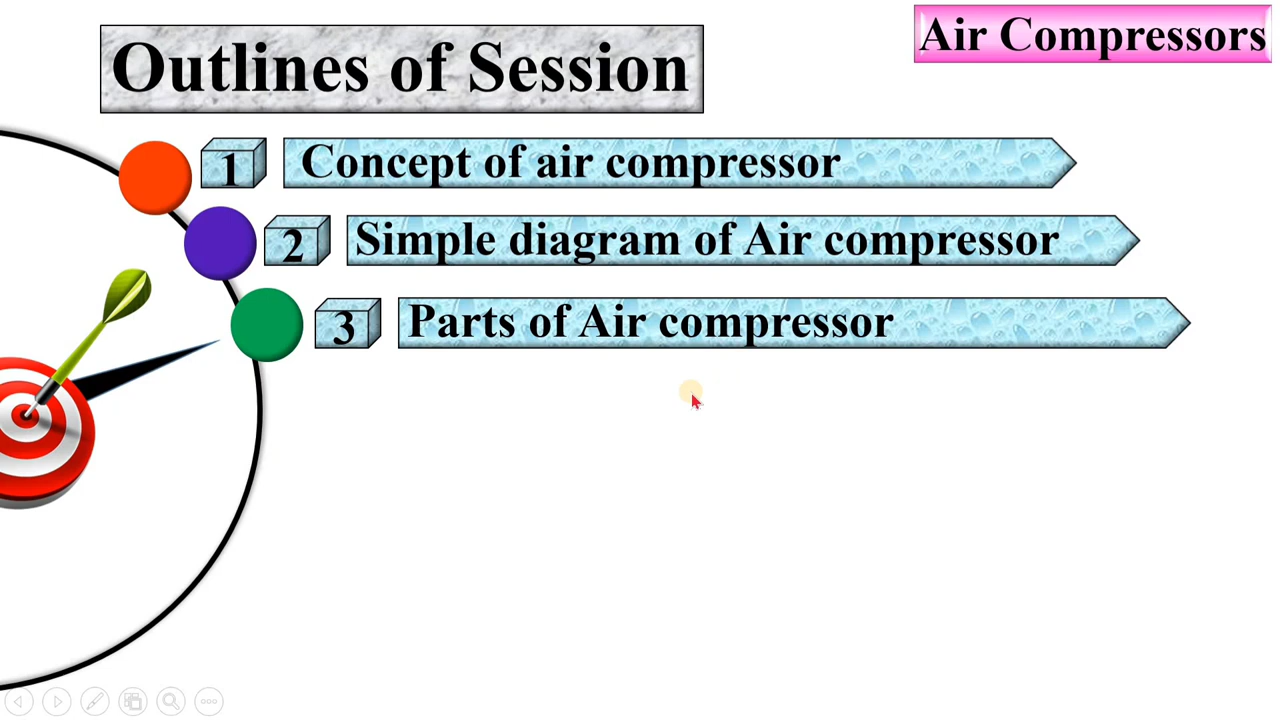 Air Compressors
Outlines of Session
1 Concept of air compressor
2 Simple diagram of Air compressor
3 Parts of Air compressor